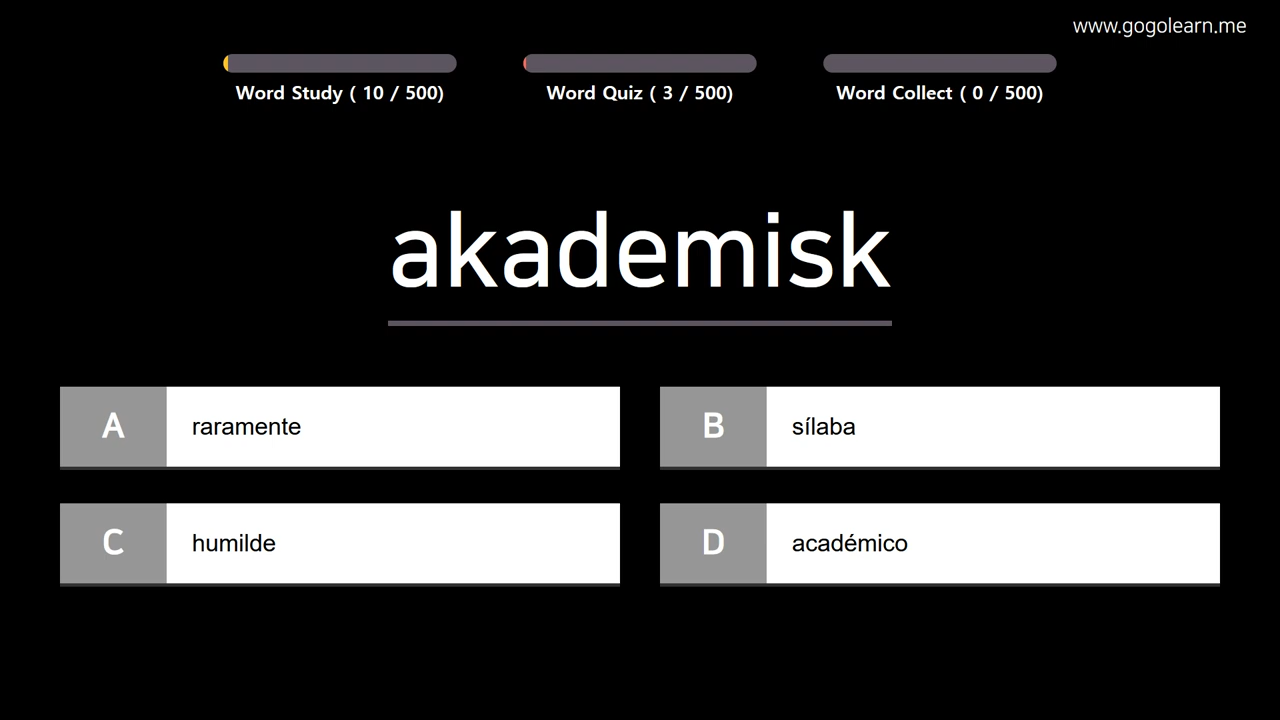 www.gogolearn.me
Word Study ( 10 / 500)
Word Quiz ( 3 / 500)
Word Collect ( 0 / 500)
akademisk
A
raramente
B
sílaba
C
humilde
D
académico